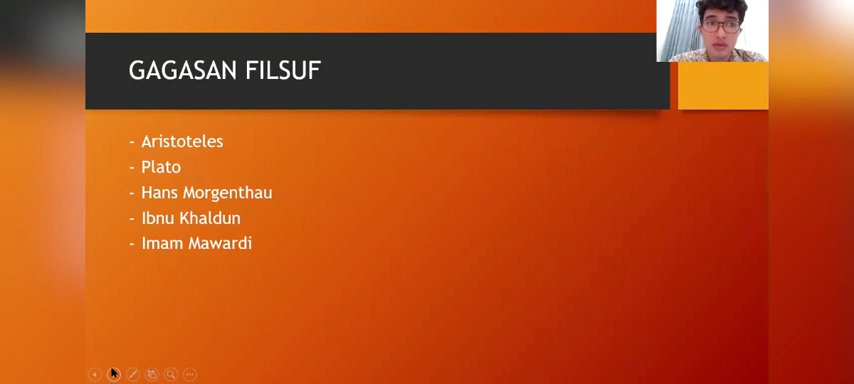 GAGASAN FILSUF
- Aristoteles
- Plato
- Hans Morgenthau
- Ibnu Khaldun
- Imam Mawardi